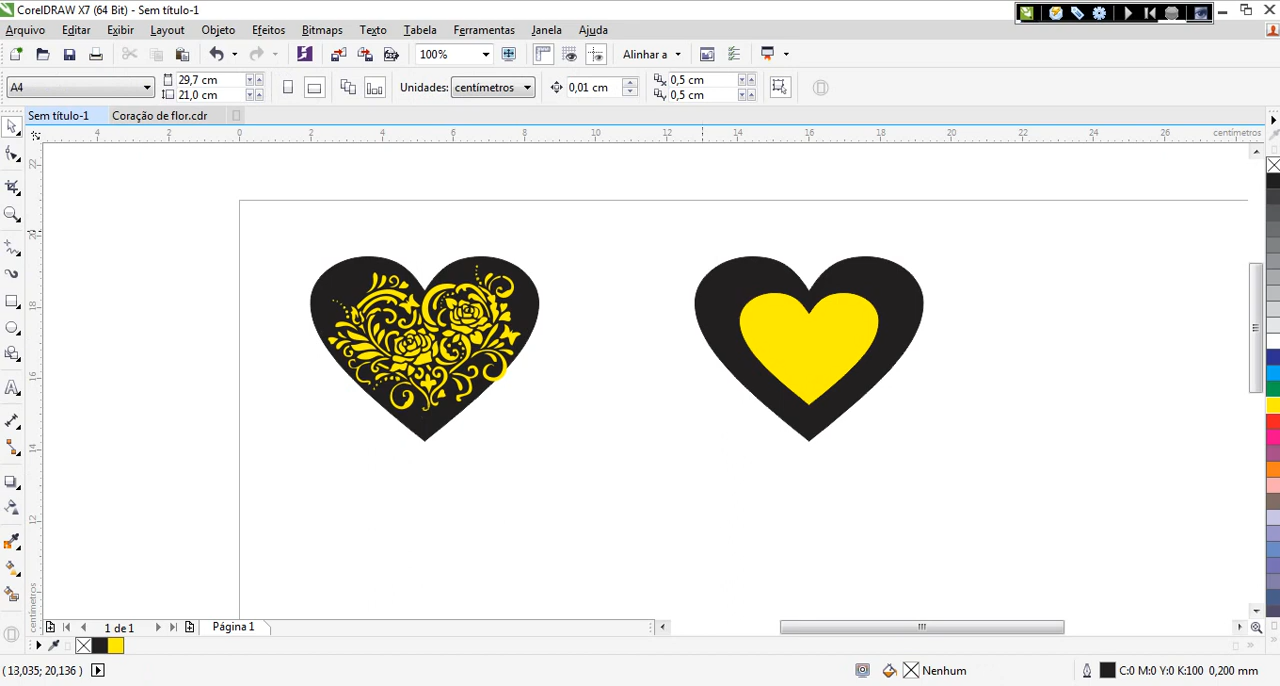 CorelDRAW X7 (64 Bit) - Sem título-1
Arquivo Editar Exibir Layout Objeto Efeitos Bitmaps Texto Tabela Ferramentas Janela Ajuda
100% Alinhar a
A4 29,7 cm 21,0 cm Unidades: centímetros 0,01 cm 0,5 cm 0,5 cm
Sem título-1 Coração de flor.cdr
4 2 0 2 4 6 8 10 12 14 16 18 20 22 24 26 centímetros
22
20
18
16
14
12
centímetros
1 de 1 Página 1
(13,035; 20,136) Nenhum C:0 M:0 Y:0 K:100 0,200 mm